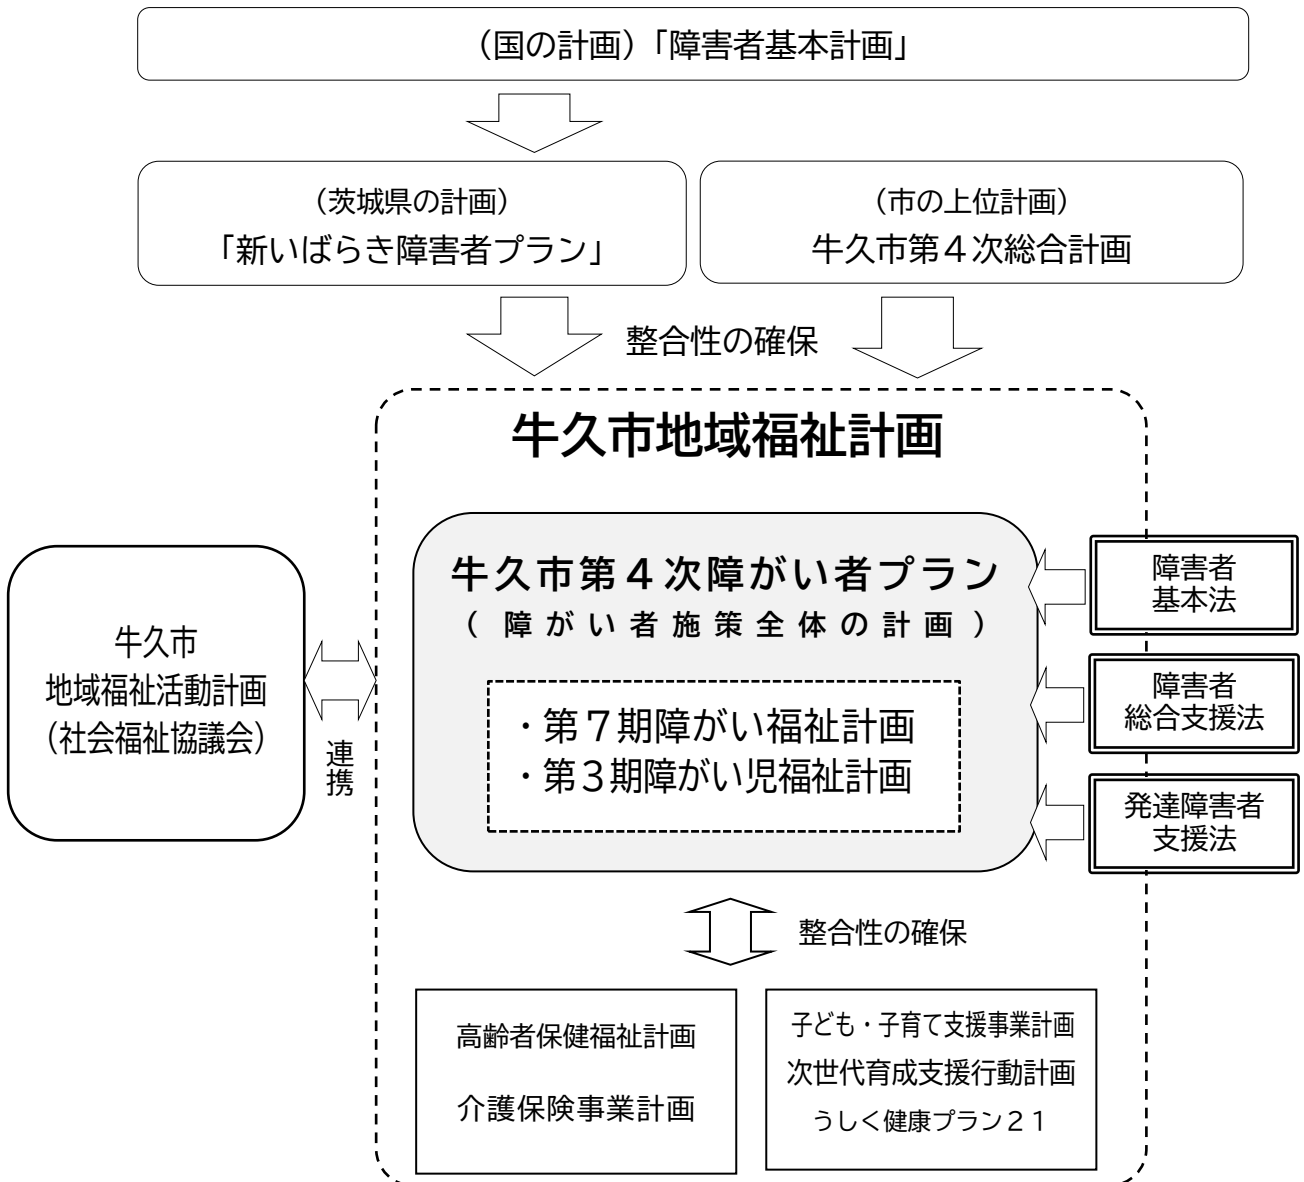 （国の計画）「障害者基本計画」
（茨城県の計画）
「新いばらき障害者プラン」
（市の上位計画）
牛久市第４次総合計画
整合性の確保
牛久市地域福祉計画
牛久市第４次障がい者プラン
（障がい者施策全体の計画）
・第７期障がい福祉計画
・第３期障がい児福祉計画
障害者
基本法
障害者
総合支援法
発達障害者
支援法
牛久市
地域福祉活動計画
（社会福祉協議会）
連携
整合性の確保
高齢者保健福祉計画
介護保険事業計画
子ども・子育て支援事業計画
次世代育成支援行動計画
うしく健康プラン２１